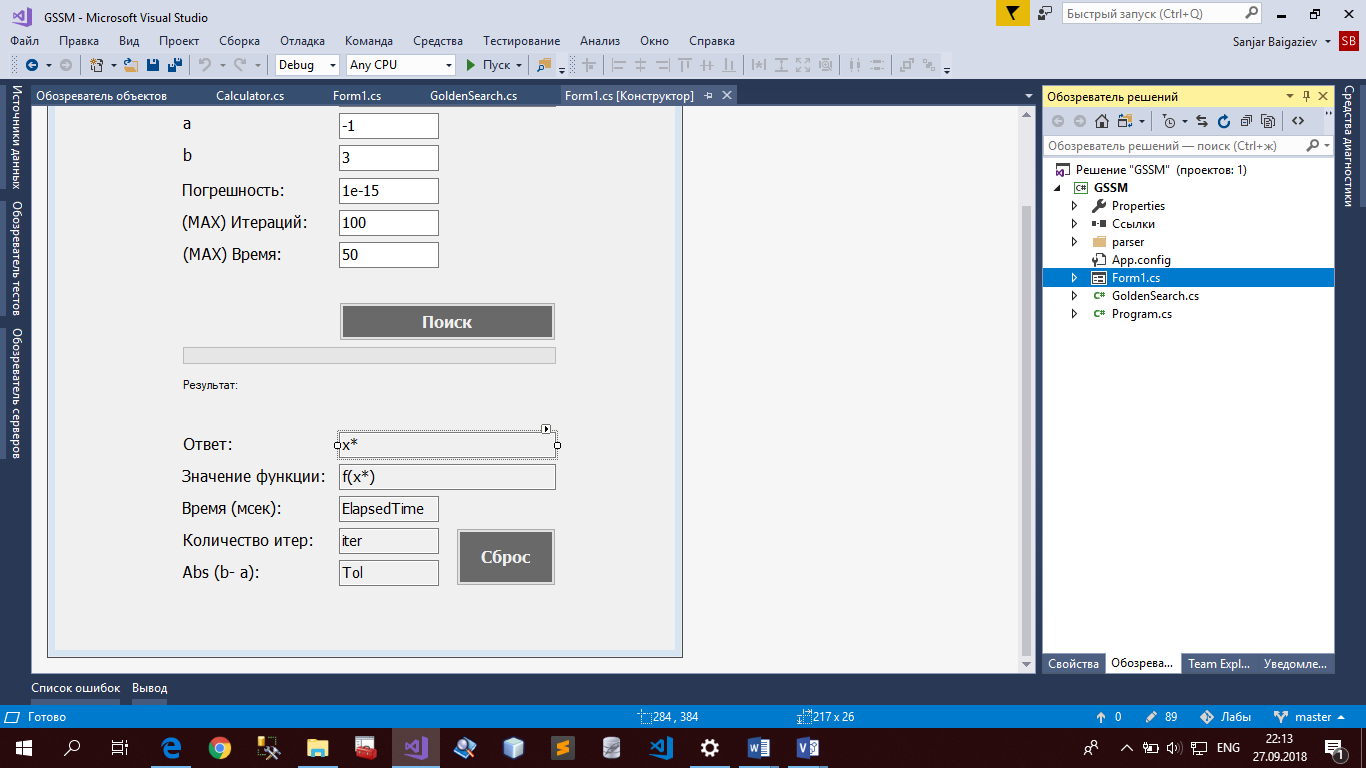 GSSM - Microsoft Visual Studio
Быстрый запуск (Ctrl+Q)
Файл Правка Вид Проект Сборка Отладка Команда Средства Тестирование Анализ Окно Справка
Sanjar Baigaziev SB
Debug Any CPU Пуск
Источники данных
Обозреватель тестов
Обозреватель серверов
Обозреватель объектов Calculator.cs Form1.cs GoldenSearch.cs Form1.cs [Конструктор]
a -1
b 3
Погрешность: 1e-15
(MAX) Итераций: 100
(MAX) Время: 50
Поиск
Результат:
Ответ: x*
Значение функции: f(x*)
Время (мсек): ElapsedTime
Количество итер: iter
Сброс
Abs (b- a): Tol
Обозреватель решений
Обозреватель решений — поиск (Ctrl+ж)
Решение "GSSM" (проектов: 1)
C# GSSM
Properties
Ссылки
parser
App.config
Form1.cs
C# GoldenSearch.cs
C# Program.cs
Свойства Обозрева... Team Expl... Уведомле...
Средства диагностики
Список ошибок Вывод
Готово 284 , 384 217 x 26 0 89 Лабы master
ENG 22:13
27.09.2018 1